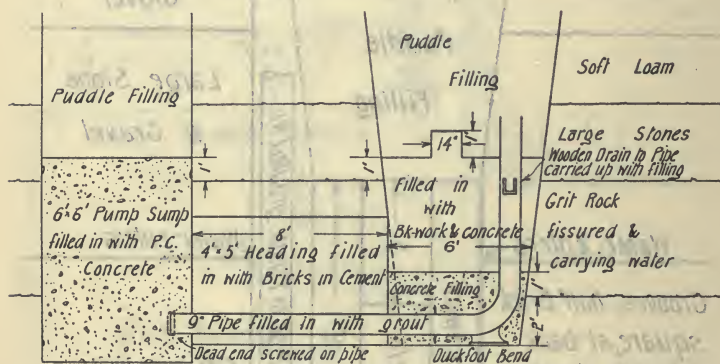 Puddle Filling
1'
6'×6' Pump Sump
filled in with P.C.
Concrete
8'
4'×5' Heading filled
in with Bricks in Cement
9" Pipe filled in with grout
Dead end screwed on pipe
1'
Puddle
Filling
14"
1'
Filled in
with
Bk-work & concrete
6'
Concrete Filling
Duckfoot Bend
Soft Loam
Large Stones
Wooden Drain to Pipe
carried up with filling
Grit Rock
fissured &
carrying water
1'
2'